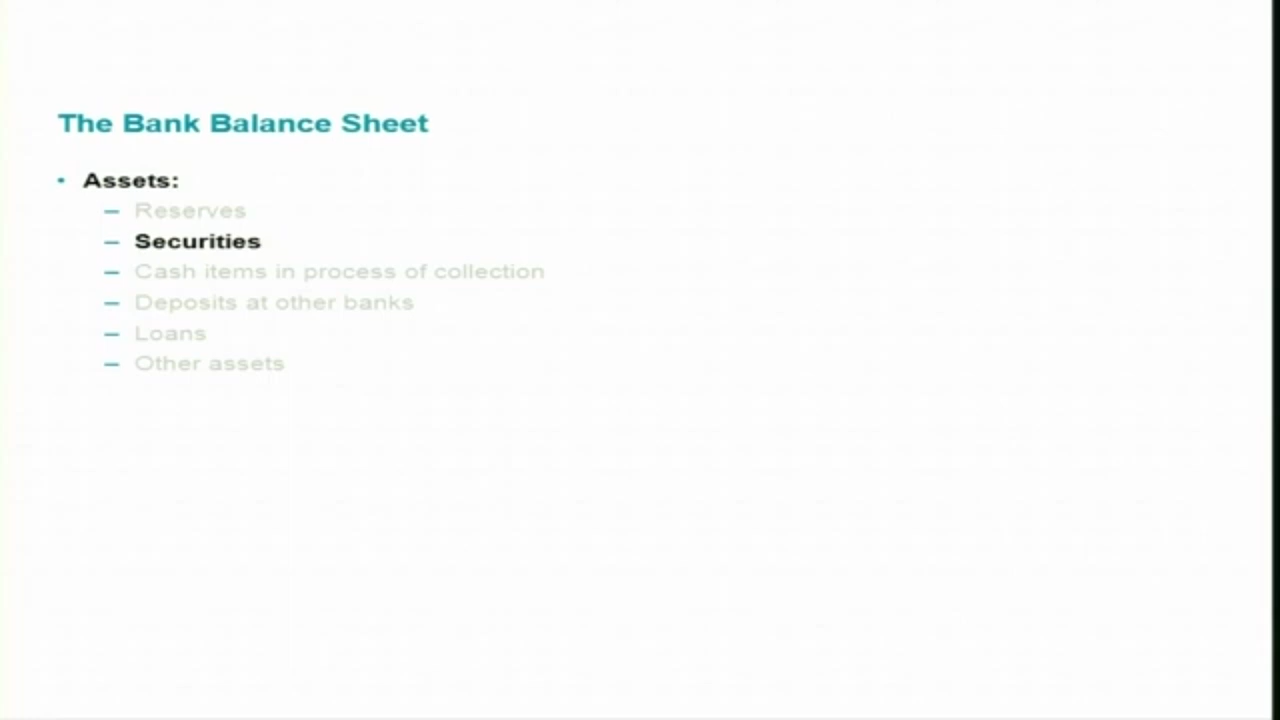 The Bank Balance Sheet
• Assets:
– Reserves
– Securities
– Cash items in process of collection
– Deposits at other banks
– Loans
– Other assets